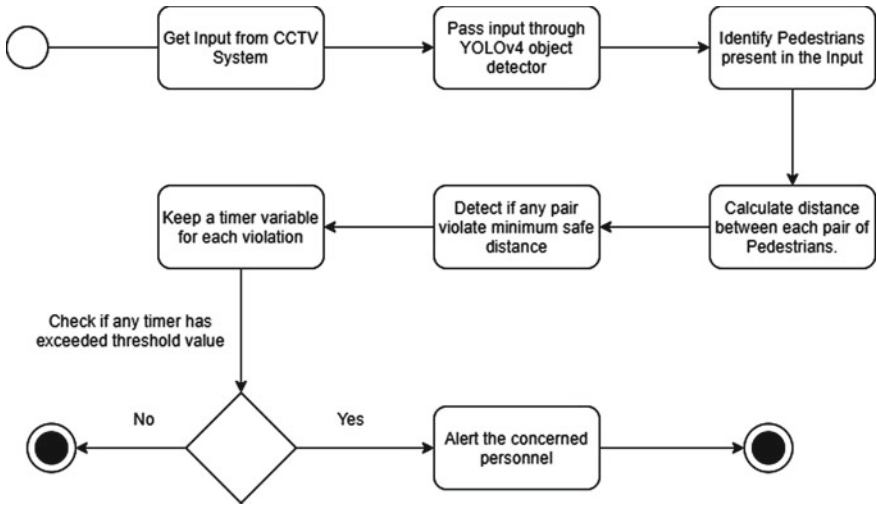 Get Input from CCTV
System
Pass input through
YOLOv4 object
detector
Identify Pedestrians
present in the Input
Keep a timer variable
for each violation
Detect if any pair
violate minimum safe
distance
Calculate distance
between each pair of
Pedestrians.
Check if any timer has
exceeded threshold value
No
Yes
Alert the concerned
personnel